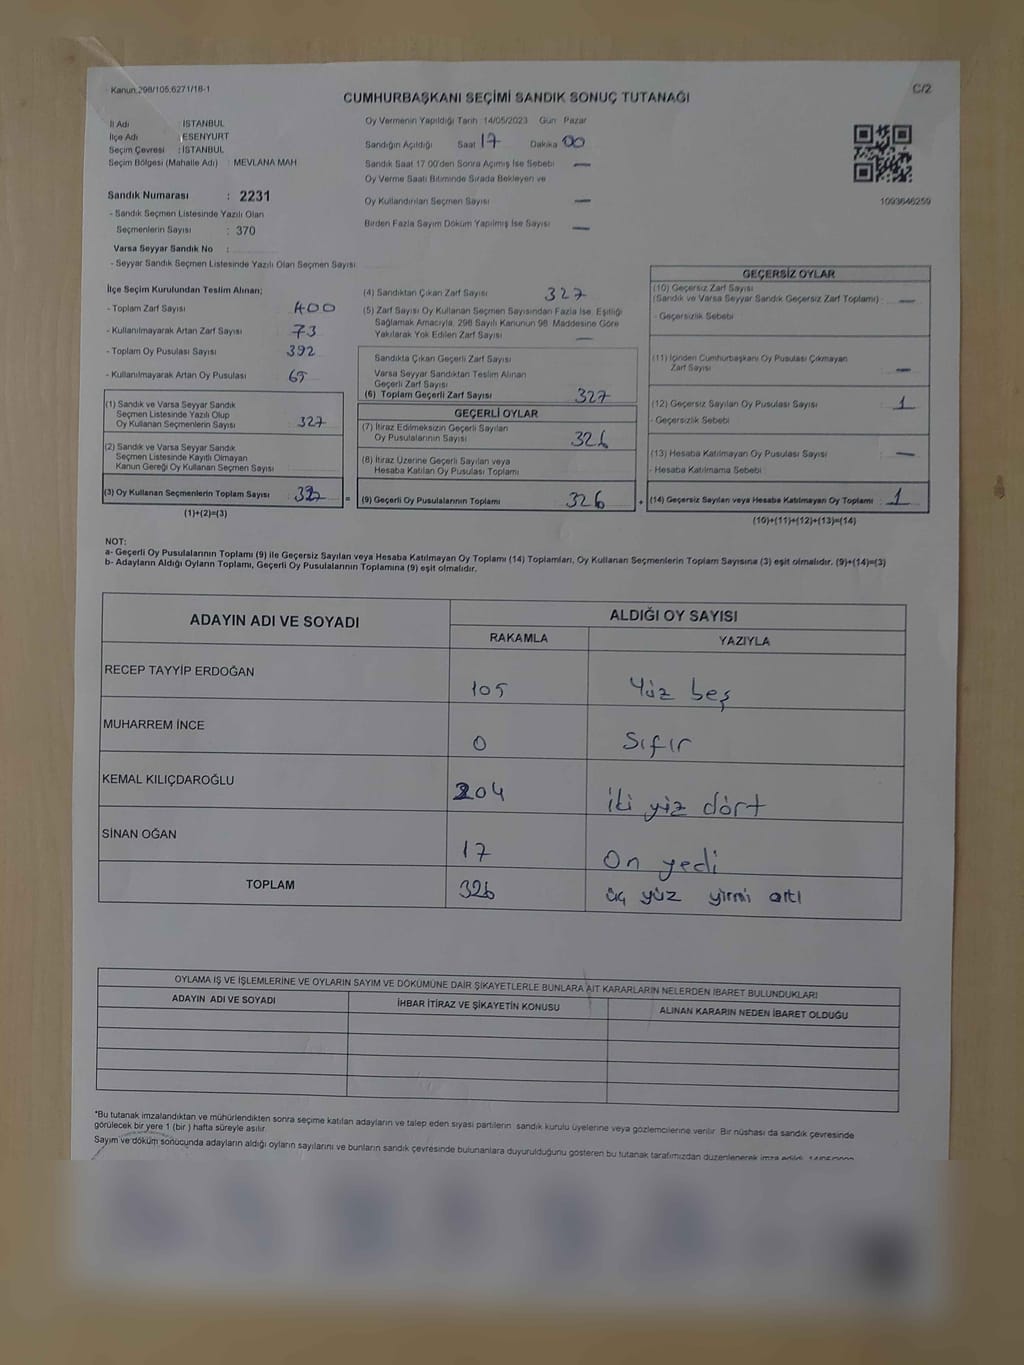 Kanun 298/105.6271/18-1
C/2
CUMHURBAŞKANI SEÇİMİ SANDIK SONUÇ TUTANAĞI
İl Adı : İSTANBUL
İlçe Adı : ESENYURT
Seçim Çevresi : İSTANBUL
Seçim Bölgesi (Mahalle Adı) : MEVLANA MAH
Sandık Numarası : 2231
- Sandık Seçmen Listesinde Yazılı Olan
Seçmenlerin Sayısı : 370
Varsa Seyyar Sandık No :
- Seyyar Sandık Seçmen Listesinde Yazılı Olan Seçmen Sayısı
Oy Vermenin Yapıldığı Tarih 14/05/2023 Gün Pazar
Sandığın Açıldığı Saat 17 Dakika 00
Sandık Saat 17 00'den Sonra Açımış İse Sebebi —
Oy Verme Saati Bitiminde Sırada Bekleyen ve
Oy Kullandırılan Seçmen Sayısı —
Birden Fazla Sayım Döküm Yapılmış İse Sayısı —
1093646259
İlçe Seçim Kurulundan Teslim Alınan;
- Toplam Zarf Sayısı 400
- Kullanılmayarak Artan Zarf Sayısı 73
- Toplam Oy Pusulası Sayısı 392
- Kullanılmayarak Artan Oy Pusulası 65
(1) Sandık ve Varsa Seyyar Sandık
Seçmen Listesinde Yazılı Olup
Oy Kullanan Seçmenlerin Sayısı 327
(2) Sandık ve Varsa Seyyar Sandık
Seçmen Listesinde Kayıtlı Olmayan
Kanun Gereği Oy Kullanan Seçmen Sayısı
(3) Oy Kullanan Seçmenlerin Toplam Sayısı : 327 =
(1)+(2)=(3)
(4) Sandıktan Çıkan Zarf Sayısı 327
(5) Zarf Sayısı Oy Kullanan Seçmen Sayısından Fazla İse, Eşitliği
Sağlamak Amacıyla, 298 Sayılı Kanunun 98. Maddesine Göre
Yakılarak Yok Edilen Zarf Sayısı —
Sandıkta Çıkan Geçerli Zarf Sayısı
Varsa Seyyar Sandıktan Teslim Alınan
Geçerli Zarf Sayısı
(6) Toplam Geçerli Zarf Sayısı 327
GEÇERLİ OYLAR
(7) İtiraz Edilmeksizin Geçerli Sayılan
Oy Pusulalarının Sayısı 326
(8) İtiraz Üzerine Geçerli Sayılan veya
Hesaba Katılan Oy Pusulası Toplamı
(9) Geçerli Oy Pusulalarının Toplamı 326 +
GEÇERSİZ OYLAR
(10) Geçersiz Zarf Sayısı
(Sandık ve Varsa Seyyar Sandık Geçersiz Zarf Toplamı) : —
- Geçersizlik Sebebi
(11) İçinden Cumhurbaşkanı Oy Pusulası Çıkmayan
Zarf Sayısı —
(12) Geçersiz Sayılan Oy Pusulası Sayısı : 1
- Geçersizlik Sebebi
(13) Hesaba Katılmayan Oy Pusulası Sayısı : —
- Hesaba Katılmama Sebebi
(14) Geçersiz Sayılan veya Hesaba Katılmayan Oy Toplamı : 1
(10)+(11)+(12)+(13)=(14)
NOT:
a- Geçerli Oy Pusulalarının Toplamı (9) ile Geçersiz Sayılan veya Hesaba Katılmayan Oy Toplamı (14) Toplamları, Oy Kullanan Seçmenlerin Toplam Sayısına (3) eşit olmalıdır. (9)+(14)=(3)
b- Adayların Aldığı Oyların Toplamı, Geçerli Oy Pusulalarının Toplamına (9) eşit olmalıdır.
ADAYIN ADI VE SOYADI ALDIĞI OY SAYISI
RAKAMLA YAZIYLA
RECEP TAYYİP ERDOĞAN 105 Yüz beş
MUHARREM İNCE 0 Sıfır
KEMAL KILIÇDAROĞLU 204 İki yüz dört
SİNAN OĞAN 17 On yedi
TOPLAM 326 üç yüz yirmi altı
OYLAMA İŞ VE İŞLEMLERİNE VE OYLARIN SAYIM VE DÖKÜMÜNE DAİR ŞİKAYETLERLE BUNLARA AİT KARARLARIN NELERDEN İBARET BULUNDUKLARI
ADAYIN ADI VE SOYADI İHBAR İTİRAZ VE ŞİKAYETİN KONUSU ALINAN KARARIN NEDEN İBARET OLDUĞU
*Bu tutanak imzalandıktan ve mühürlendikten sonra seçime katılan adayların ve talep eden siyasi partilerin sandık kurulu üyelerine veya gözlemcilerine verilir. Bir nüshası da sandık çevresinde
görülecek bir yere 1 (bir ) hafta süreyle asılır.
Sayım ve döküm sonucunda adayların aldığı oyların sayılarını ve bunların sandık çevresinde bulunanlara duyurulduğunu gösteren bu tutanak tarafımızdan düzenlenerek imza edildi.